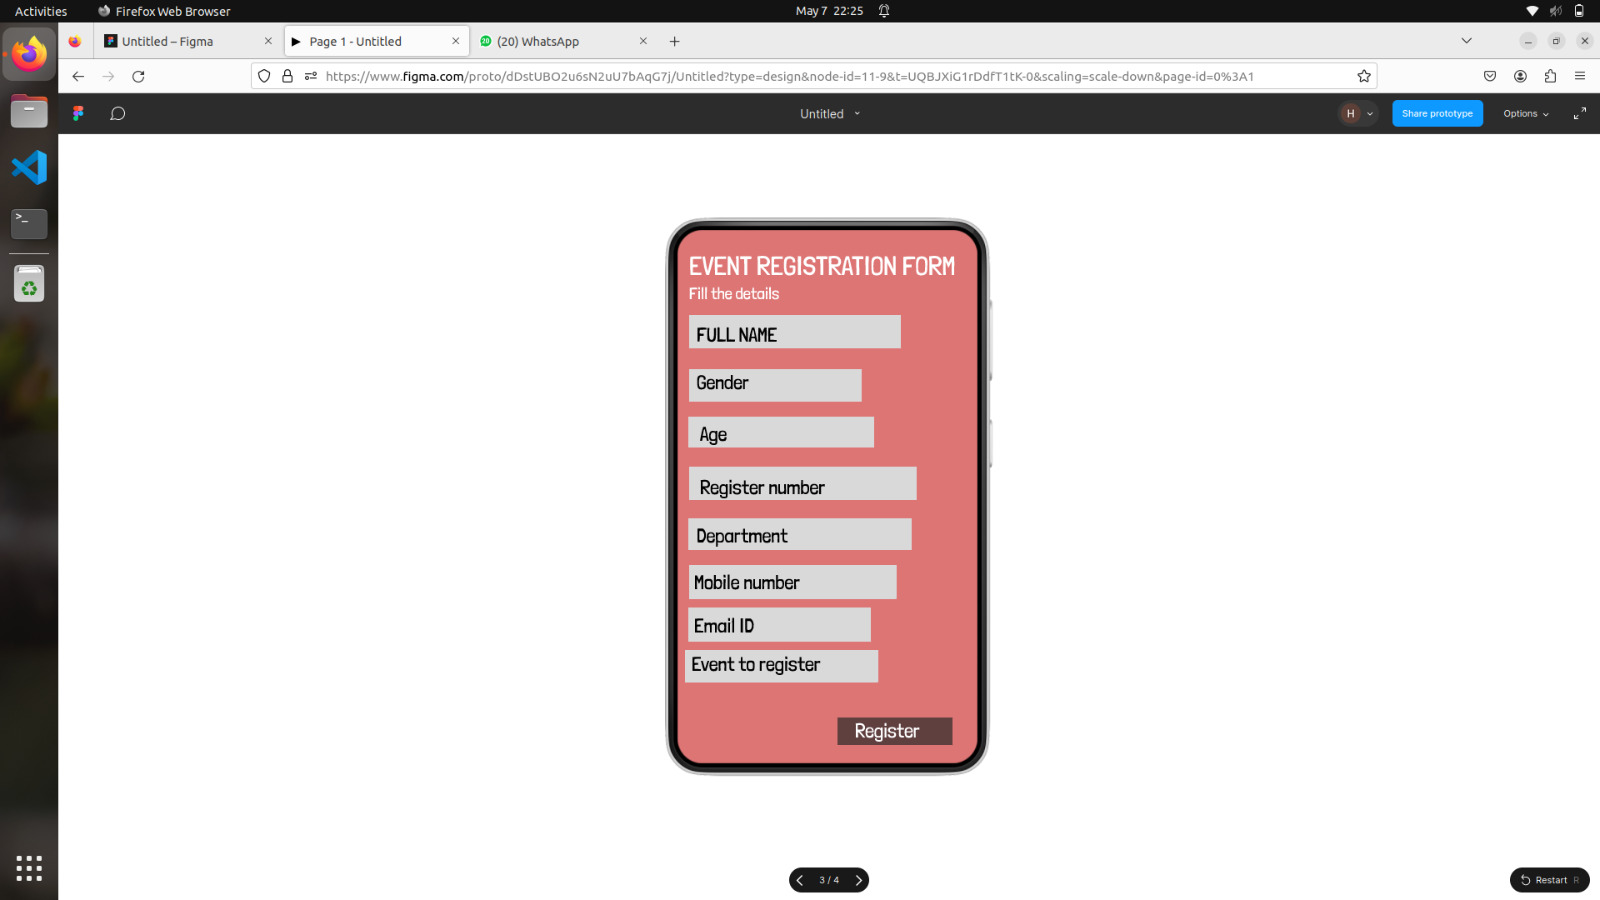 Activities
Firefox Web Browser
May 7 22:25
Untitled – Figma
Page 1 - Untitled
20
(20) WhatsApp
https://www.figma.com/proto/dDstUBO2u6sN2uU7bAqG7j/Untitled?type=design&node-id=11-9&t=UQBJXiG1rDdfT1tK-0&scaling=scale-down&page-id=0%3A1
Untitled
H
Share prototype
Options
EVENT REGISTRATION FORM
Fill the details
FULL NAME
Gender
Age
Register number
Department
Mobile number
Email ID
Event to register
Register
3 / 4
Restart R